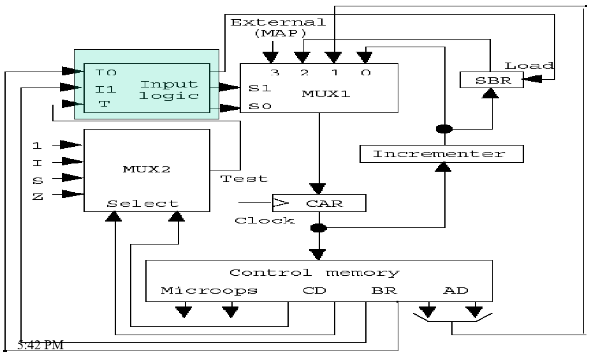 External
(MAP)
I0
I1
T
Input
logic
3 2 1 0
S1
S0
MUX1
Load
SBR
1
I
S
Z
MUX2
Select
Test
Incrementer
Clock
CAR
Control memory
Microops CD BR AD
5:42 PM